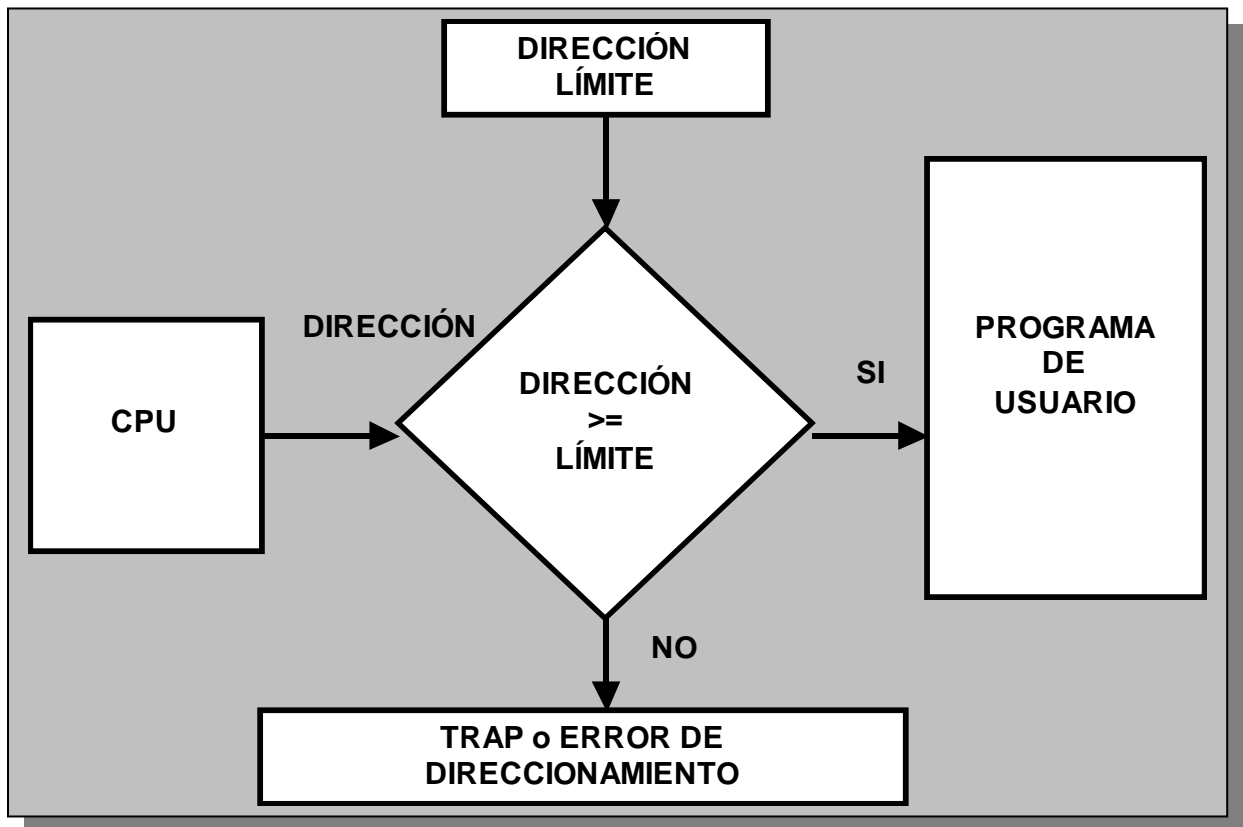 DIRECCIÓN
LÍMITE
DIRECCIÓN
CPU
DIRECCIÓN
>=
LÍMITE
SI
PROGRAMA
DE
USUARIO
NO
TRAP o ERROR DE
DIRECCIONAMIENTO